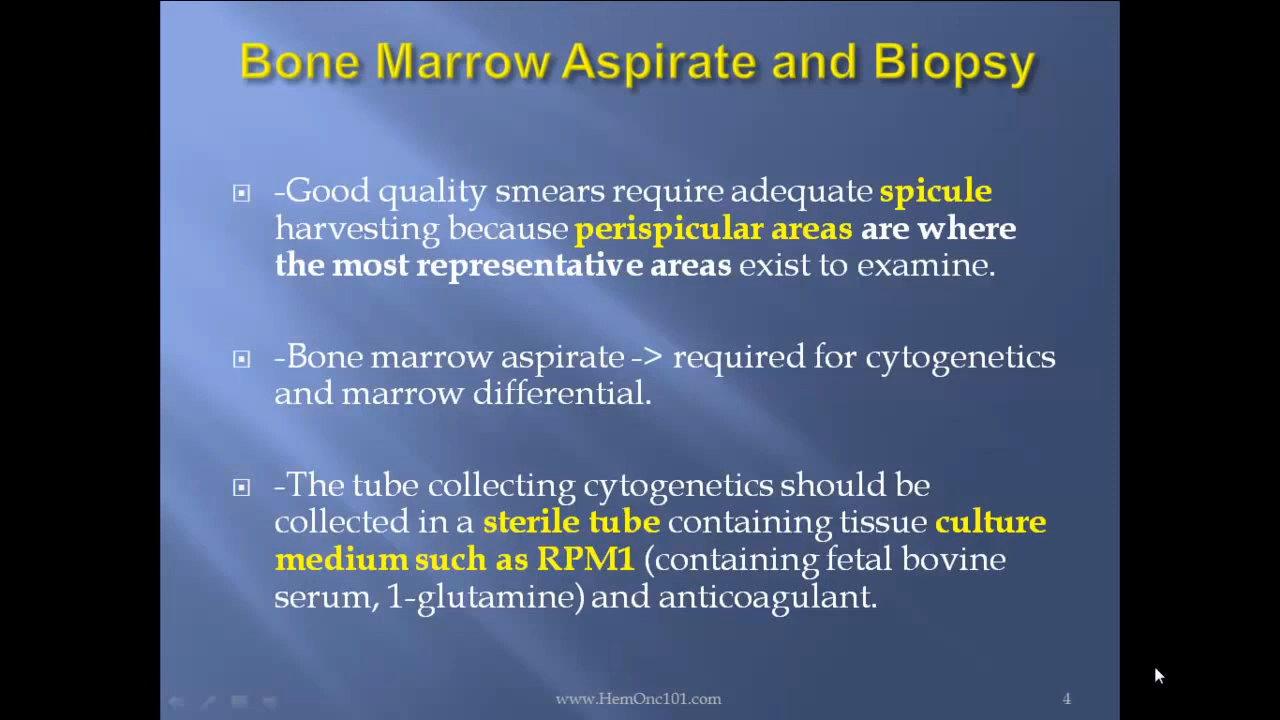 Bone Marrow Aspirate and Biopsy
-Good quality smears require adequate spicule
harvesting because perispicular areas are where
the most representative areas exist to examine.
-Bone marrow aspirate -> required for cytogenetics
and marrow differential.
-The tube collecting cytogenetics should be
collected in a sterile tube containing tissue culture
medium such as RPM1 (containing fetal bovine
serum, 1-glutamine) and anticoagulant.
www.HemOnc101.com
4